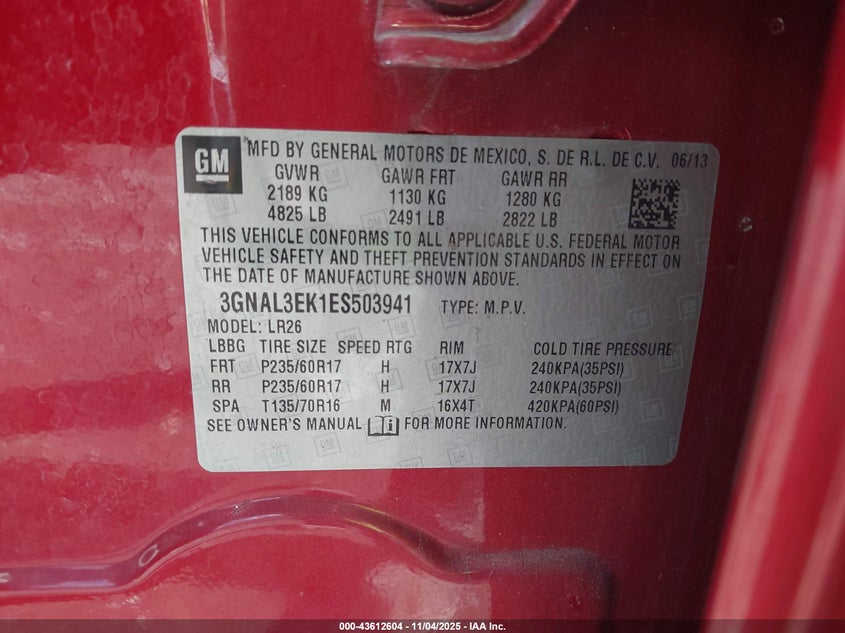 GM
MFD BY GENERAL MOTORS DE MEXICO, S. DE R.L. DE C.V. 06/13
GVWR GAWR FRT GAWR RR
2189 KG 1130 KG 1280 KG
4825 LB 2491 LB 2822 LB
THIS VEHICLE CONFORMS TO ALL APPLICABLE U.S. FEDERAL MOTOR
VEHICLE SAFETY AND THEFT PREVENTION STANDARDS IN EFFECT ON
THE DATE OF MANUFACTURE SHOWN ABOVE.
3GNAL3EK1ES503941 TYPE: M.P.V.
MODEL: LR26
LBBG TIRE SIZE SPEED RTG RIM COLD TIRE PRESSURE
FRT P235/60R17 H 17X7J 240KPA(35PSI)
RR P235/60R17 H 17X7J 240KPA(35PSI)
SPA T135/70R16 M 16X4T 420KPA(60PSI)
SEE OWNER'S MANUAL FOR MORE INFORMATION.
000-43612604 | 11/04/2025 - IAA Inc.